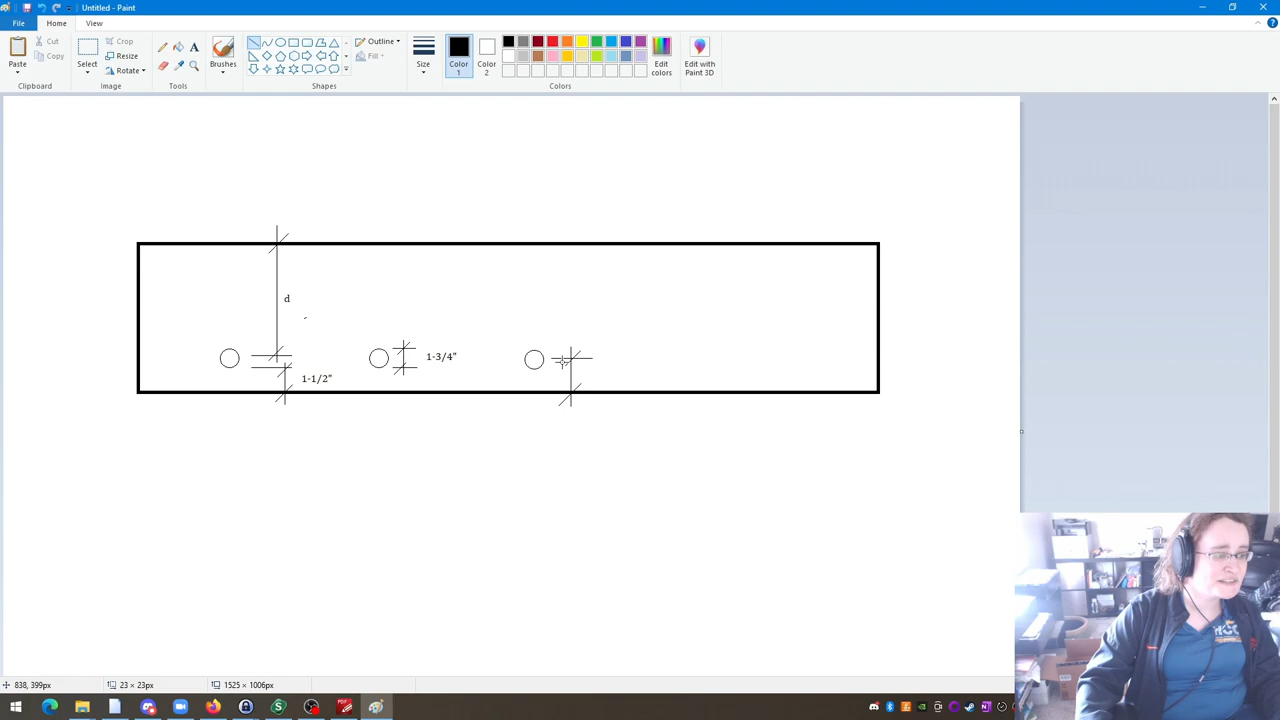 Untitled - Paint
File
Home
View
Paste
Cut
Copy
Clipboard
Select
Crop
Resize
Rotate
Image
Tools
Brushes
Shapes
Outline
Fill
Size
Color 1
Color 2
Colors
Edit colors
Edit with Paint 3D
d
1-3/4"
1-1/2"
838, 399px
23 × 23px
1525 × 1006px